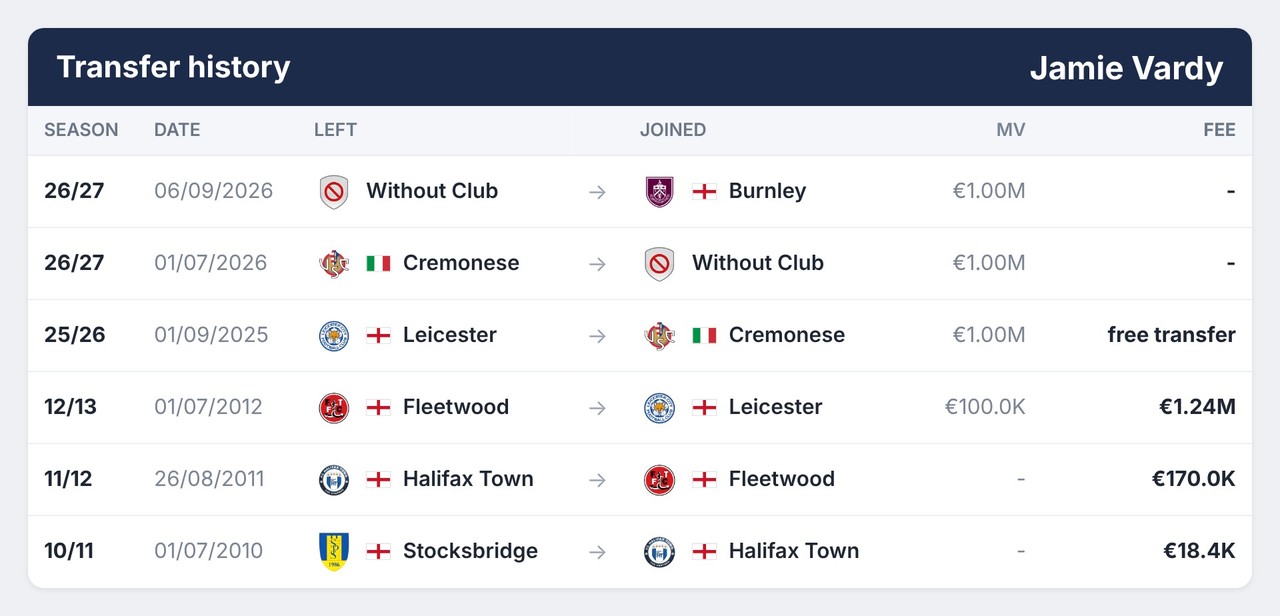 Transfer history Jamie Vardy
SEASON DATE LEFT JOINED MV FEE
26/27 06/09/2026 Without Club → Burnley €1.00M -
26/27 01/07/2026 Cremonese → Without Club €1.00M -
25/26 01/09/2025 Leicester → Cremonese €1.00M free transfer
12/13 01/07/2012 Fleetwood → Leicester €100.0K €1.24M
11/12 26/08/2011 Halifax Town → Fleetwood - €170.0K
10/11 01/07/2010 Stocksbridge → Halifax Town - €18.4K